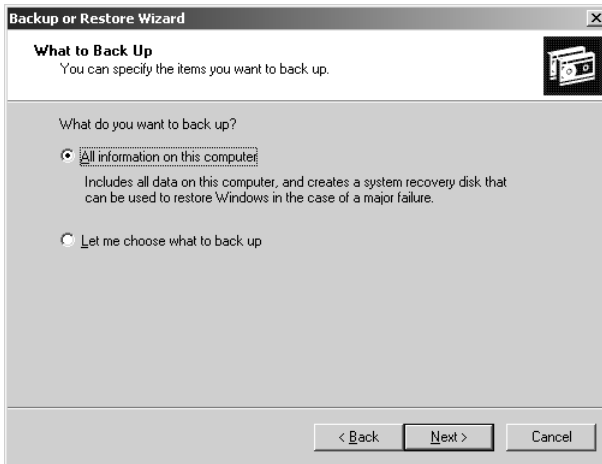 Backup or Restore Wizard
What to Back Up
You can specify the items you want to back up.
What do you want to back up?
All information on this computer
Includes all data on this computer, and creates a system recovery disk that
can be used to restore Windows in the case of a major failure.
Let me choose what to back up
< Back
Next >
Cancel